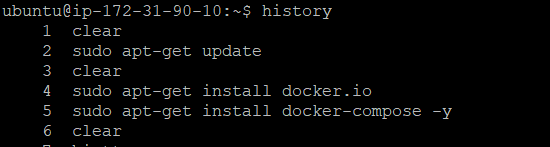 ubuntu@ip-172-31-90-10:~$ history
1 clear
2 sudo apt-get update
3 clear
4 sudo apt-get install docker.io
5 sudo apt-get install docker-compose -y
6 clear